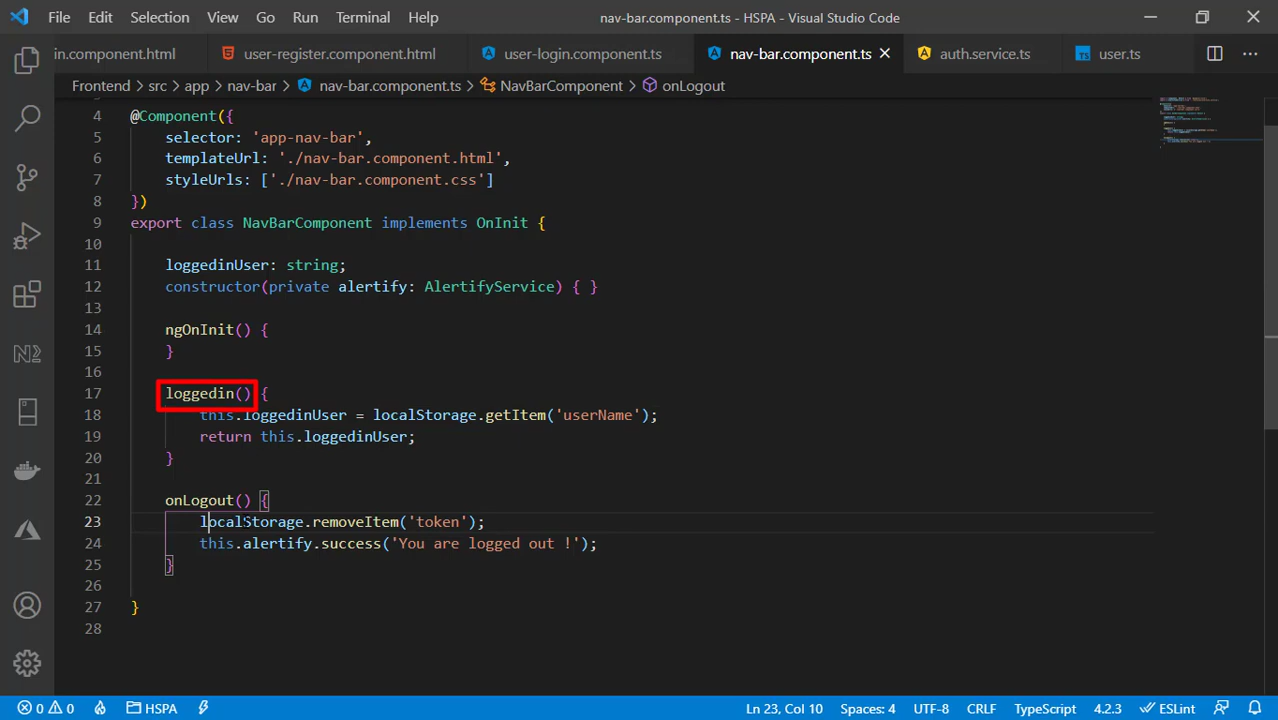 File Edit Selection View Go Run Terminal Help nav-bar.component.ts - HSPA - Visual Studio Code
in.component.html user-register.component.html user-login.component.ts nav-bar.component.ts auth.service.ts user.ts
Frontend > src > app > nav-bar > nav-bar.component.ts > NavBarComponent > onLogout
4 @Component({
5 selector: 'app-nav-bar',
6 templateUrl: './nav-bar.component.html',
7 styleUrls: ['./nav-bar.component.css']
8 })
9 export class NavBarComponent implements OnInit {
10
11 loggedinUser: string;
12 constructor(private alertify: AlertifyService) { }
13
14 ngOnInit() {
15 }
16
17 loggedin() {
18 this.loggedinUser = localStorage.getItem('userName');
19 return this.loggedinUser;
20 }
21
22 onLogout() {
23 localStorage.removeItem('token');
24 this.alertify.success('You are logged out !');
25 }
26
27 }
28
0 0 HSPA Ln 23, Col 10 Spaces: 4 UTF-8 CRLF TypeScript 4.2.3 ESLint